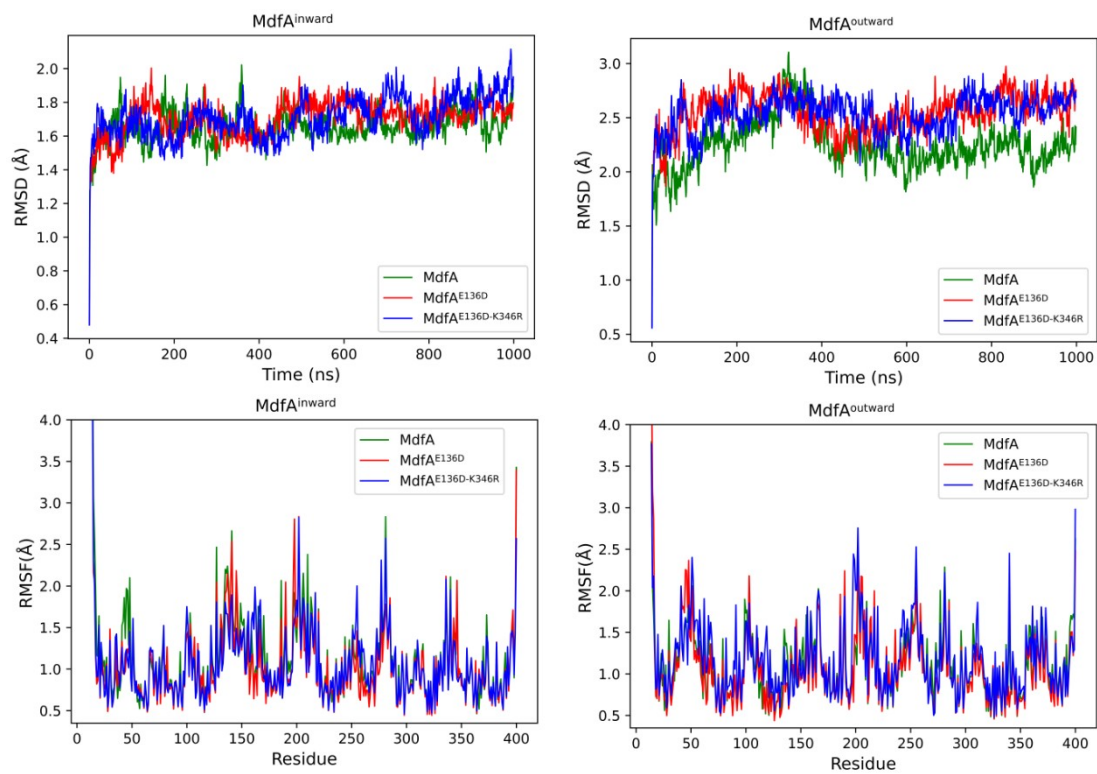 MdfA^inward
RMSD (Å)
2.0
1.8
1.6
1.4
1.2
1.0
0.8
0.6
0.4
MdfA
MdfA^E136D
MdfA^E136D-K346R
0 200 400 600 800 1000
Time (ns)
MdfA^outward
RMSD (Å)
3.0
2.5
2.0
1.5
1.0
0.5
MdfA
MdfA^E136D
MdfA^E136D-K346R
0 200 400 600 800 1000
Time (ns)
MdfA^inward
RMSF(Å)
4.0
3.5
3.0
2.5
2.0
1.5
1.0
0.5
MdfA
MdfA^E136D
MdfA^E136D-K346R
0 50 100 150 200 250 300 350 400
Residue
MdfA^outward
RMSF(Å)
4.0
3.5
3.0
2.5
2.0
1.5
1.0
0.5
MdfA
MdfA^E136D
MdfA^E136D-K346R
0 50 100 150 200 250 300 350 400
Residue